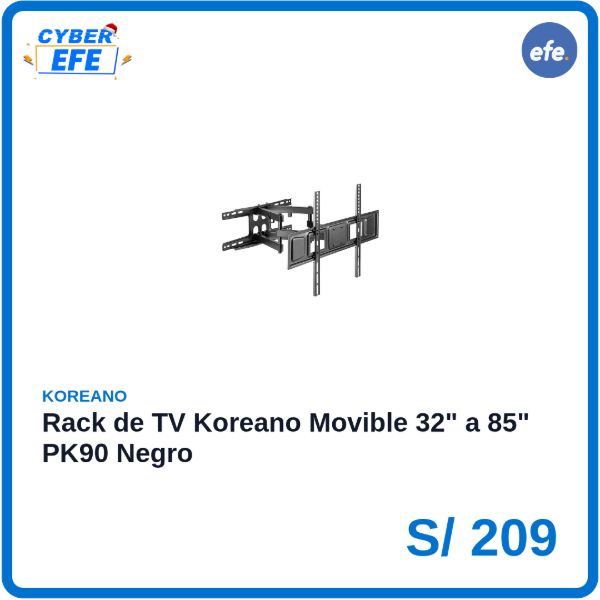 CYBER
EFE
efe.
KOREANO
Rack de TV Koreano Movible 32" a 85"
PK90 Negro
S/ 209